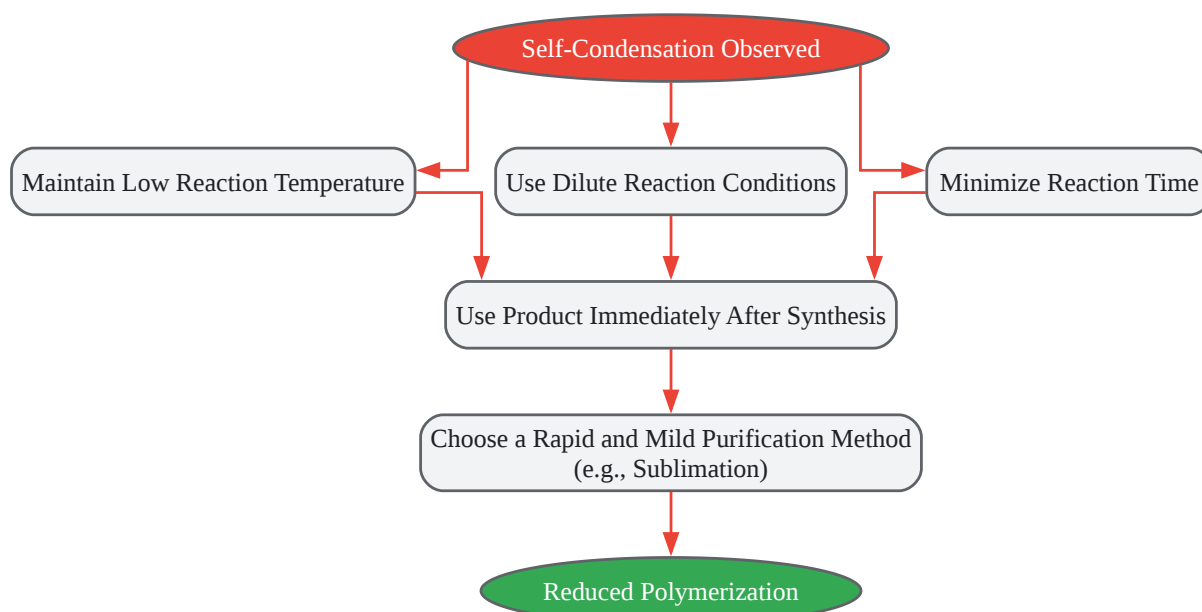 Self-Condensation Observed
Maintain Low Reaction Temperature
Use Dilute Reaction Conditions
Minimize Reaction Time
Use Product Immediately After Synthesis
Choose a Rapid and Mild Purification Method
(e.g., Sublimation)
Reduced Polymerization